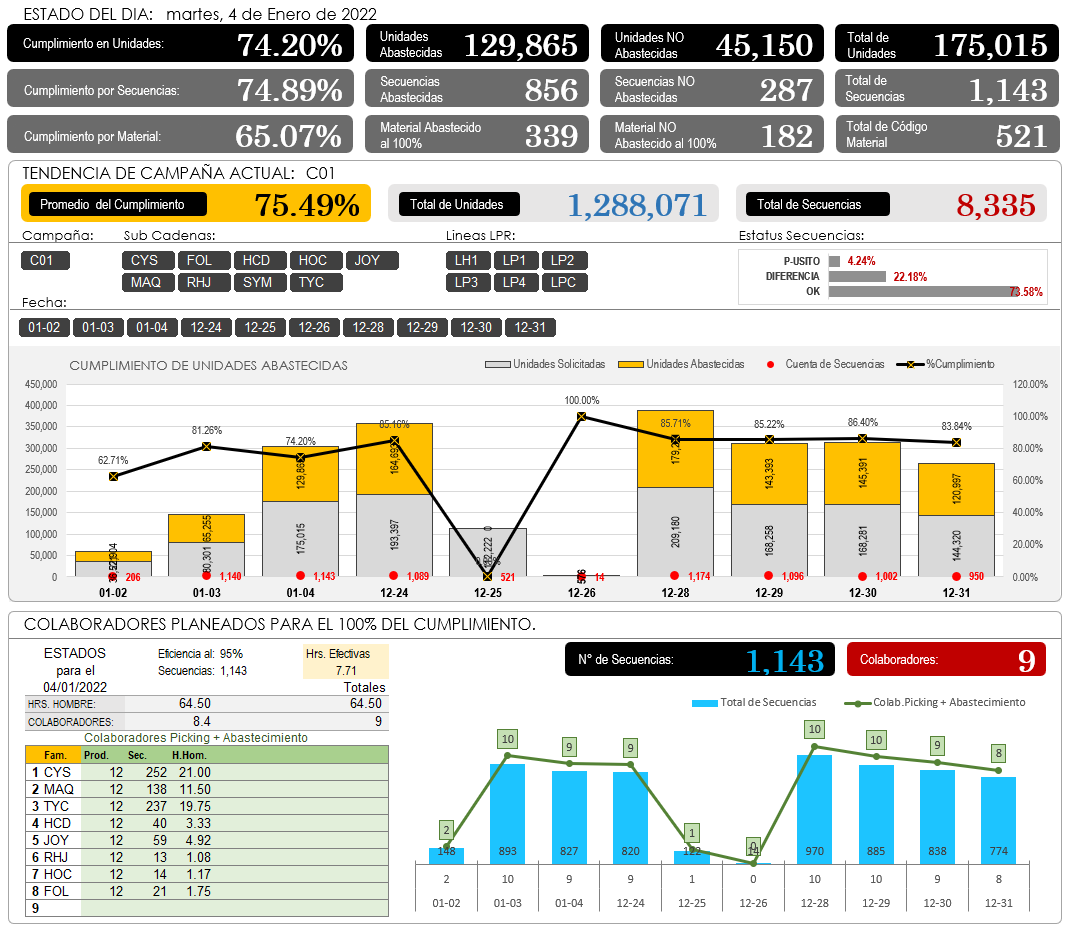 ESTADO DEL DIA: martes, 4 de Enero de 2022
Cumplimiento en Unidades: 74.20%
Unidades Abastecidas 129,865
Unidades NO Abastecidas 45,150
Total de Unidades 175,015
Cumplimiento por Secuencias: 74.89%
Secuencias Abastecidas 856
Secuencias NO Abastecidas 287
Total de Secuencias 1,143
Cumplimiento por Material: 65.07%
Material Abastecido al 100% 339
Material NO Abastecido al 100% 182
Total de Código Material 521
TENDENCIA DE CAMPAÑA ACTUAL: C01
Promedio del Cumplimiento 75.49%
Total de Unidades 1,288,071
Total de Secuencias 8,335
Campaña: Sub Cadenas: Lineas LPR: Estatus Secuencias:
C01 CYS FOL HCD HOC JOY LH1 LP1 LP2
MAQ RHJ SYM TYC LP3 LP4 LPC
P-USITO 4.24%
DIFERENCIA 22.18%
OK 73.58%
Fecha:
01-02 01-03 01-04 12-24 12-25 12-26 12-28 12-29 12-30 12-31
CUMPLIMIENTO DE UNIDADES ABASTECIDAS
Unidades Solicitadas Unidades Abastecidas Cuenta de Secuencias %Cumplimiento
450,000 120.00%
400,000 100.00%
350,000 80.00%
300,000 60.00%
250,000 40.00%
200,000 20.00%
150,000 0.00%
100,000
50,000
0
62.71% 81.26% 74.20% 85.16% 100.00% 85.71% 85.22% 86.40% 83.84%
65,255 129,865 0 143,393 145,391 120,997
80,301 175,015 193,397 209,180 168,258 168,281 144,320
206 1,140 1,143 1,089 521 14 1,174 1,096 1,002 950
01-02 01-03 01-04 12-24 12-25 12-26 12-28 12-29 12-30 12-31
COLABORADORES PLANEADOS PARA EL 100% DEL CUMPLIMIENTO.
ESTADOS para el 04/01/2022
Eficiencia al: 95%
Secuencias: 1,143
Hrs. Efectivas
7.71
Totales
HRS. HOMBRE: 64.50 64.50
COLABORADORES: 8.4 9
Colaboradores Picking + Abastecimiento
Fam. Prod. Sec. H.Hom.
1 CYS 12 252 21.00
2 MAQ 12 138 11.50
3 TYC 12 237 19.75
4 HCD 12 40 3.33
5 JOY 12 59 4.92
6 RHJ 12 13 1.08
7 HOC 12 14 1.17
8 FOL 12 21 1.75
9
N° de Secuencias: 1,143
Colaboradores: 9
Total de Secuencias Colab.Picking + Abastecimiento
2 10 9 9 1 0 10 10 9 8
148 893 827 820 122 14 970 885 838 774
2 10 9 9 1 0 10 10 9 8
01-02 01-03 01-04 12-24 12-25 12-26 12-28 12-29 12-30 12-31